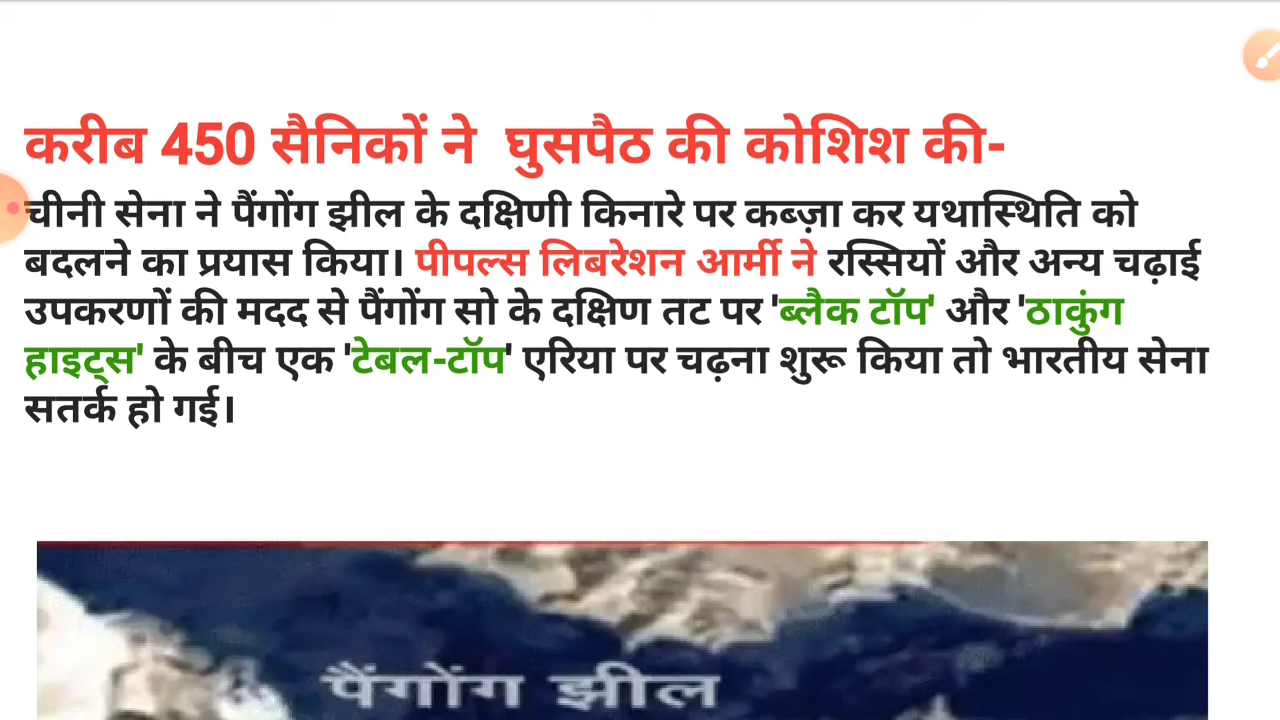 करीब 450 सैनिकों ने घुसपैठ की कोशिश की-
चीनी सेना ने पैंगोंग झील के दक्षिणी किनारे पर कब्ज़ा कर यथास्थिति को
बदलने का प्रयास किया। पीपल्स लिबरेशन आर्मी ने रस्सियों और अन्य चढ़ाई
उपकरणों की मदद से पैंगोंग सो के दक्षिण तट पर 'ब्लैक टॉप' और 'ठाकुंग
हाइट्स' के बीच एक 'टेबल-टॉप' एरिया पर चढ़ना शुरू किया तो भारतीय सेना
सतर्क हो गई।
पैंगोंग झील